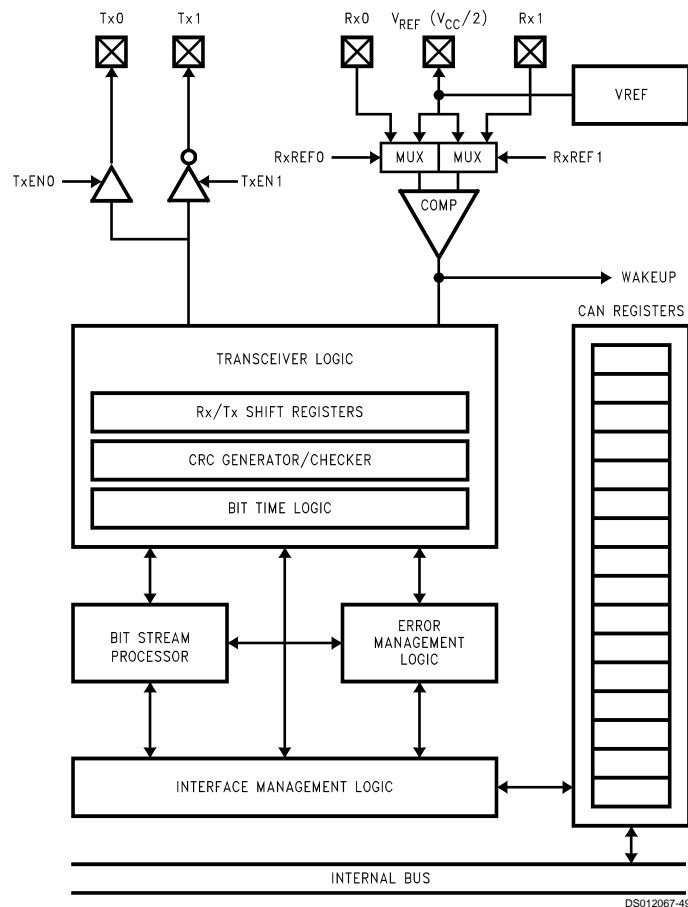 Tx0 Tx1 Rx0 VREF (VCC/2) Rx1
VREF
RxREF0 MUX MUX RxREF1
TxEN0 TxEN1
COMP
WAKEUP
CAN REGISTERS
TRANSCEIVER LOGIC
Rx/Tx SHIFT REGISTERS
CRC GENERATOR/CHECKER
BIT TIME LOGIC
BIT STREAM
PROCESSOR
ERROR
MANAGEMENT
LOGIC
INTERFACE MANAGEMENT LOGIC
INTERNAL BUS
DS012067-49